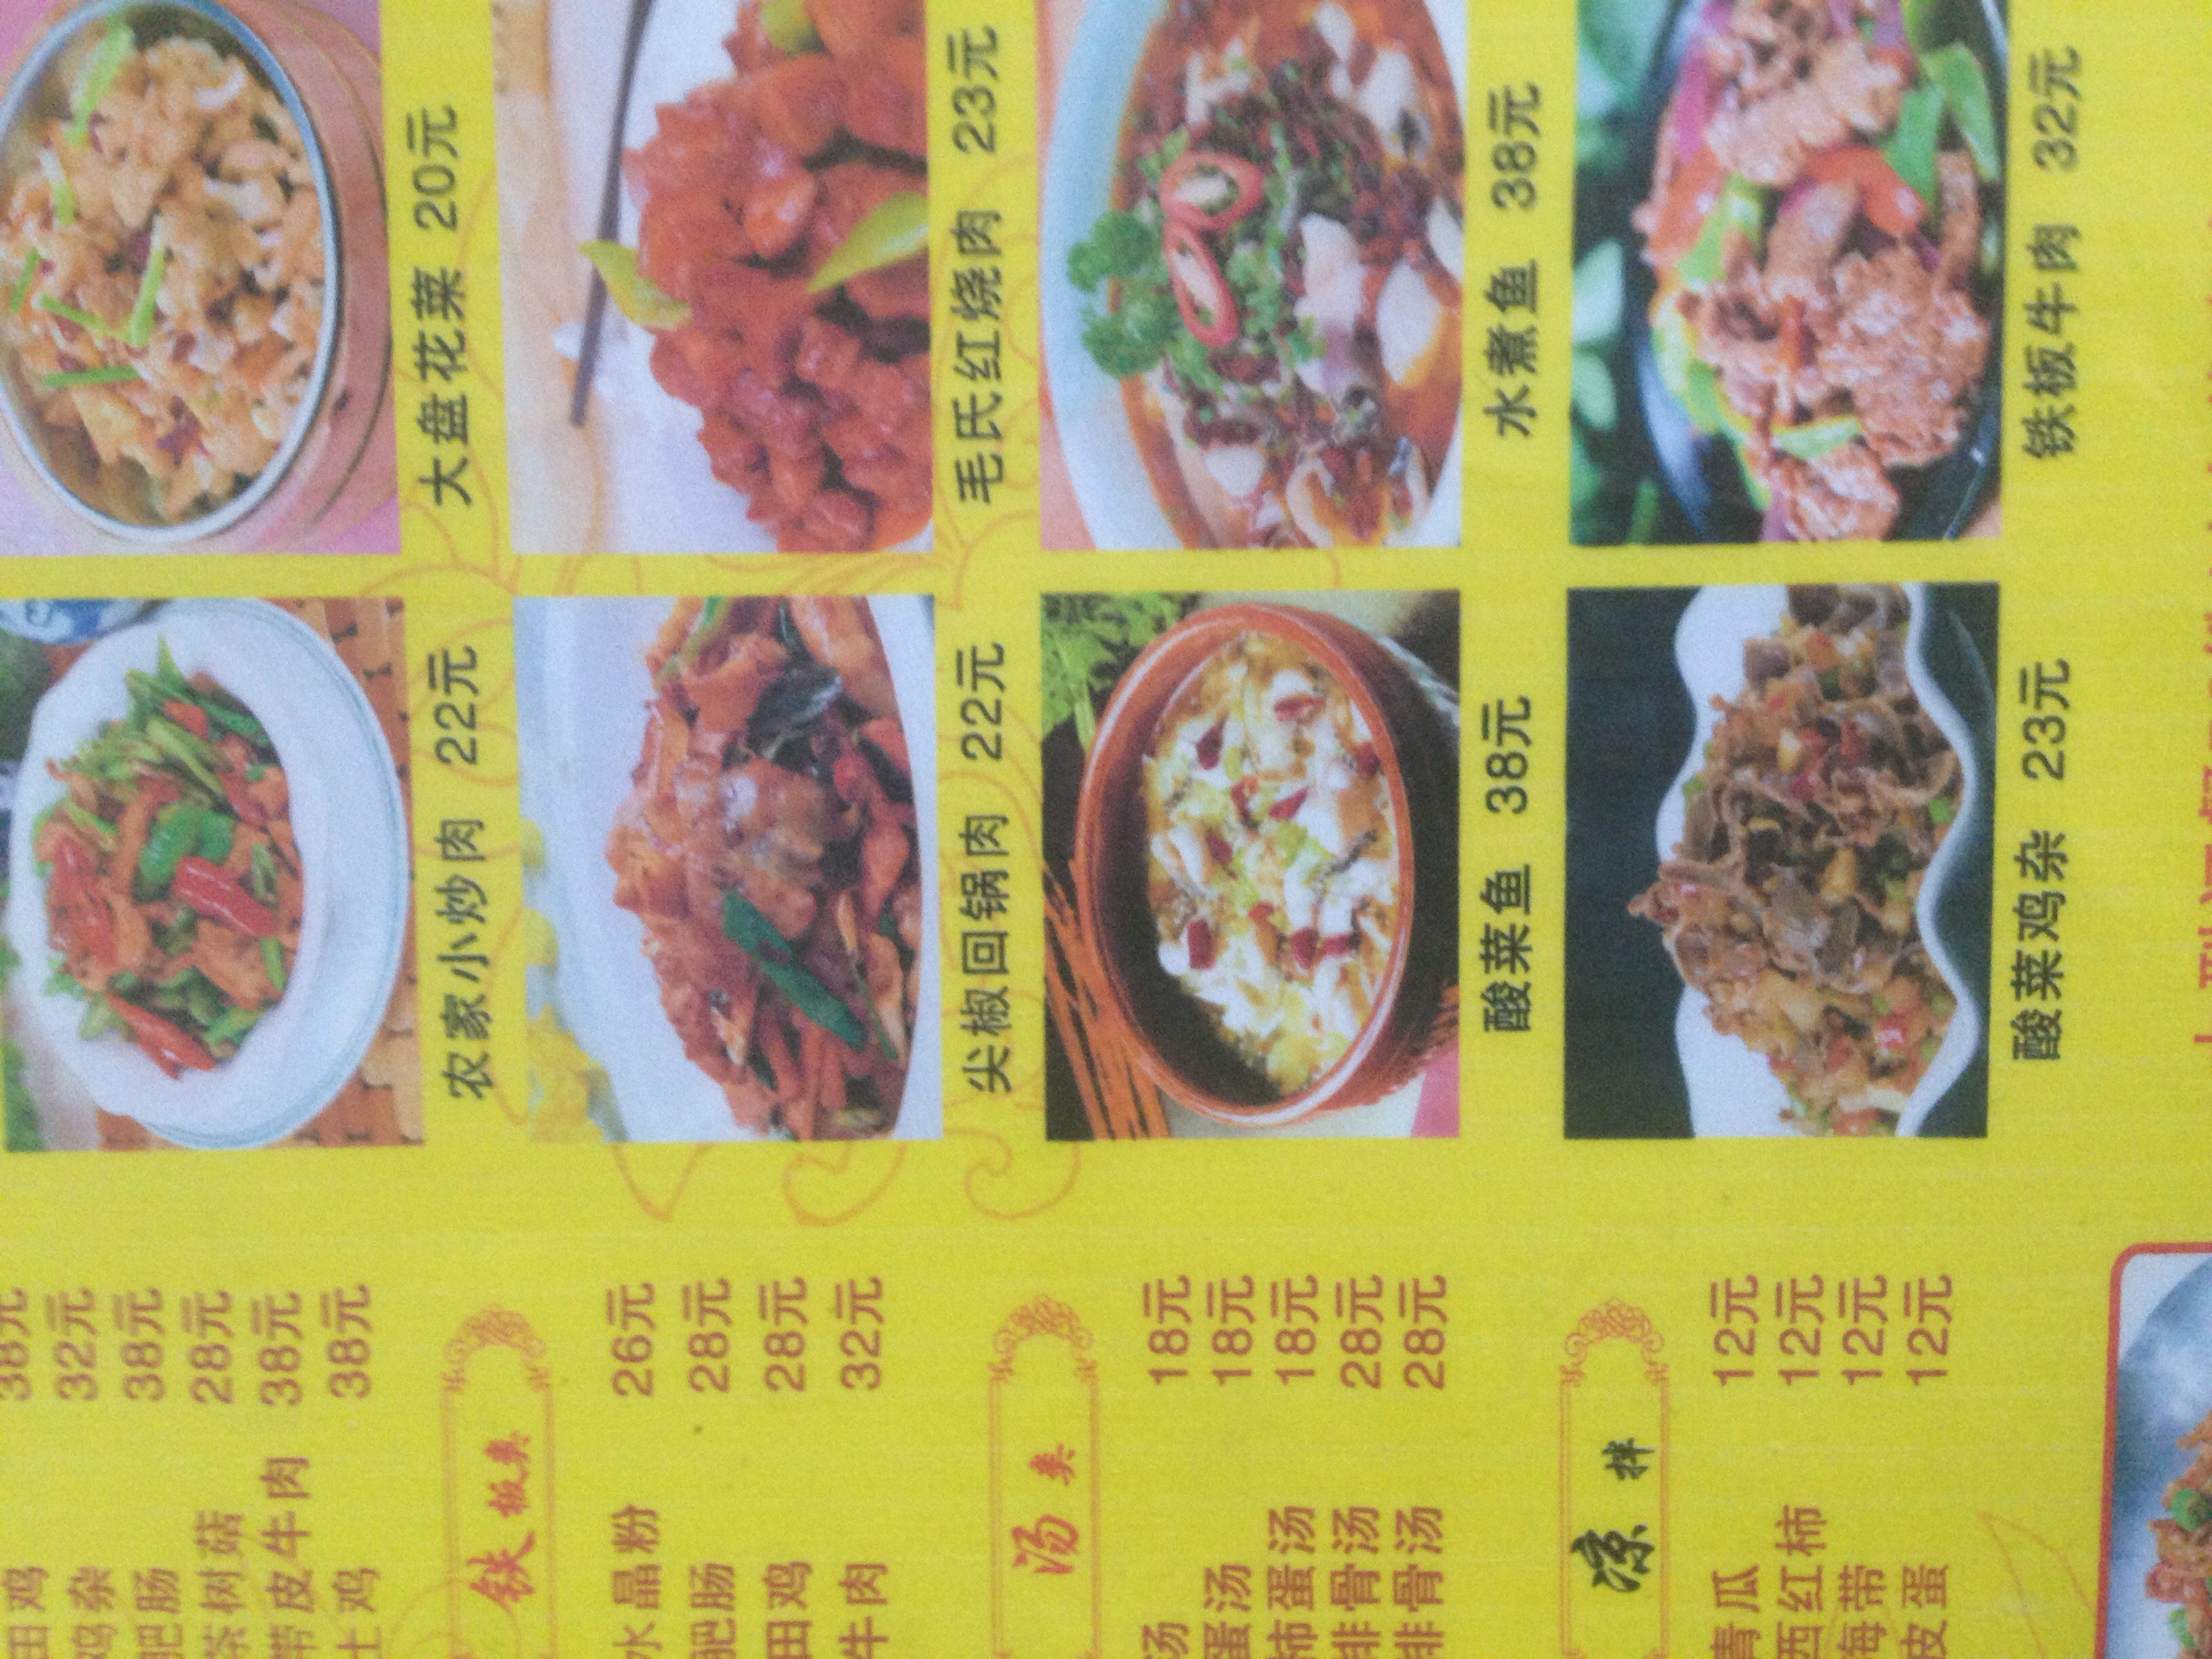 田鸡 38元
鸡杂 32元
肥肠 38元
茶树菇 28元
带皮牛肉 38元
土鸡 38元
铁板类
水晶粉 26元
肥肠 28元
田鸡 28元
牛肉 32元
汤类
汤 18元
蛋汤 18元
柿蛋汤 18元
排骨汤 28元
排骨汤 28元
凉拌
青瓜 12元
西红柿 12元
海带 12元
皮蛋 12元
农家小炒肉 22元
大盘花菜 20元
尖椒回锅肉 22元
毛氏红烧肉 23元
酸菜鱼 38元
水煮鱼 38元
酸菜鸡杂 23元
铁板牛肉 32元